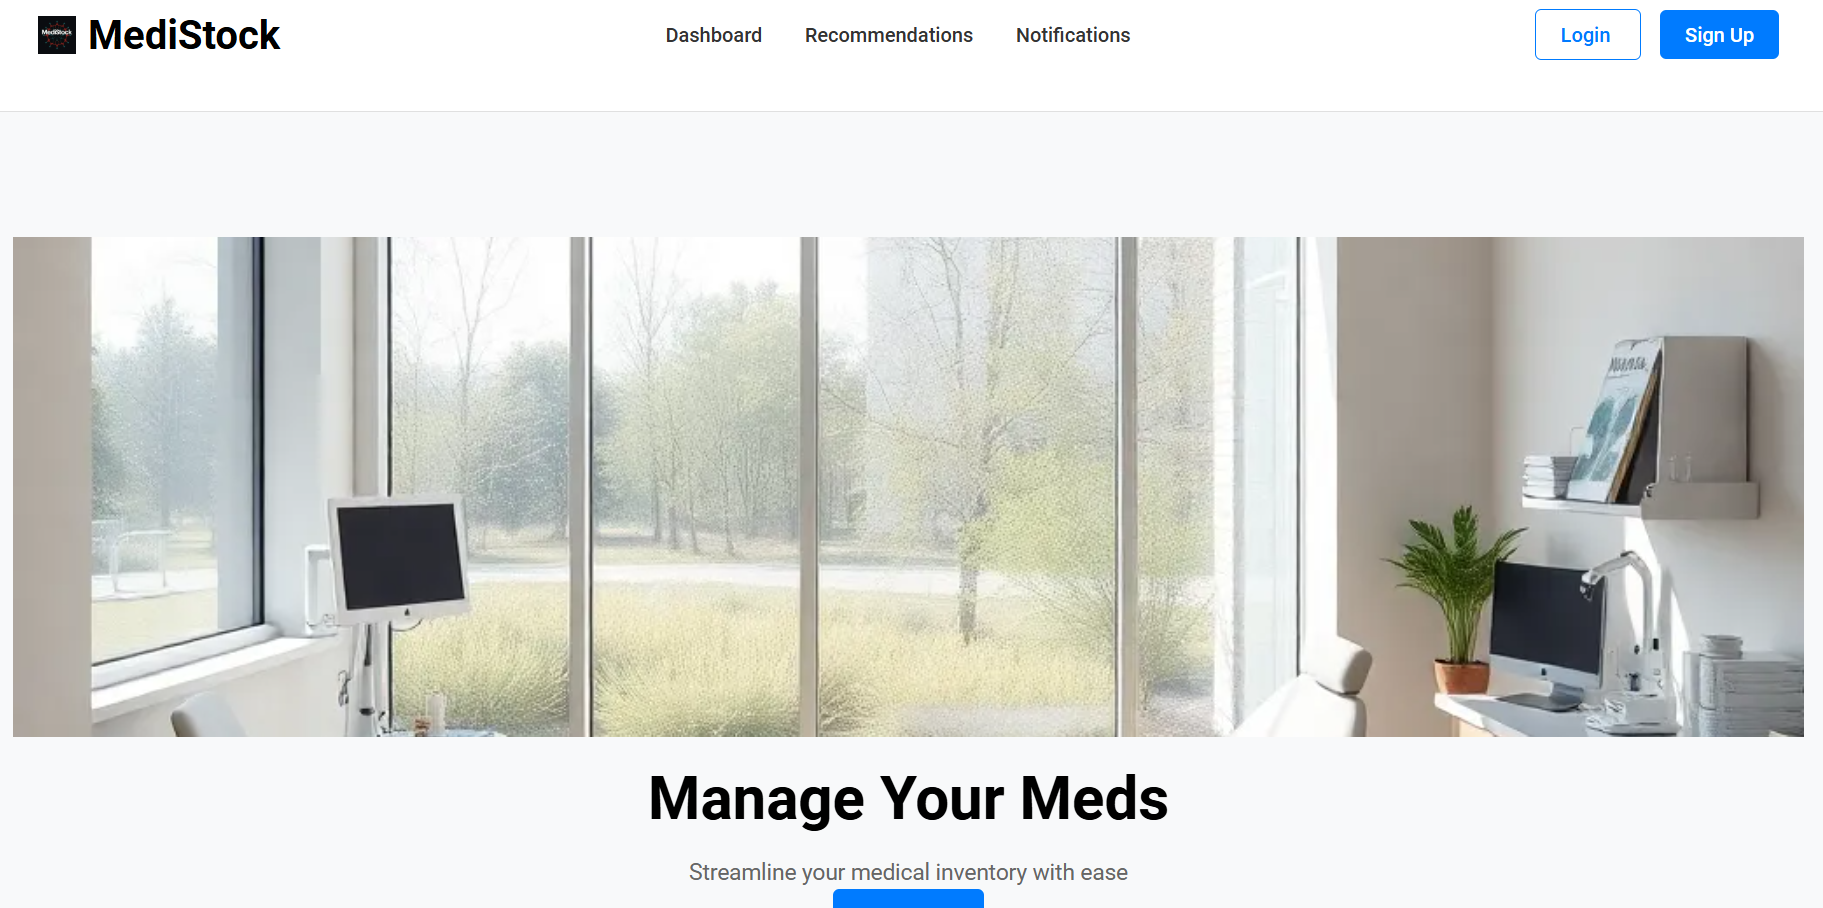 MediStock
MediStock
Dashboard
Recommendations
Notifications
Login
Sign Up
Manage Your Meds
Streamline your medical inventory with ease